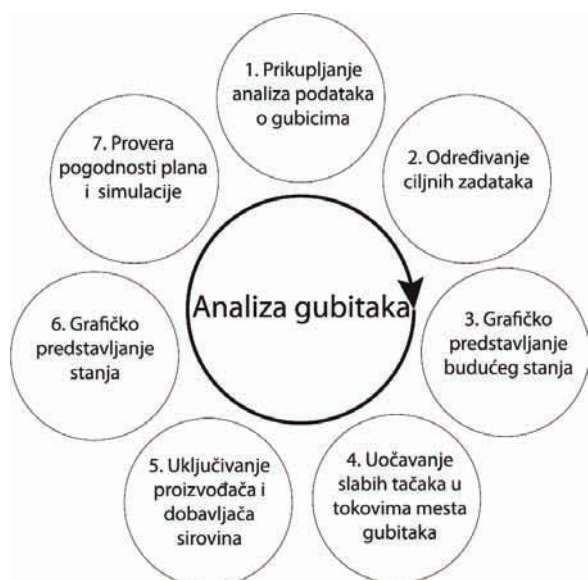 1. Prikupljanje
analiza podataka
o gubicima
2. Određivanje
ciljnih zadataka
3. Grafičko
predstavljanje
budućeg stanja
4. Uočavanje
slabih tačaka u
tokovima mesta
gubitaka
5. Uključivanje
proizvođača i
dobavljača
sirovina
6. Grafičko
predstavljanje
stanja
7. Provera
pogodnosti plana
i simulacije
Analiza gubitaka